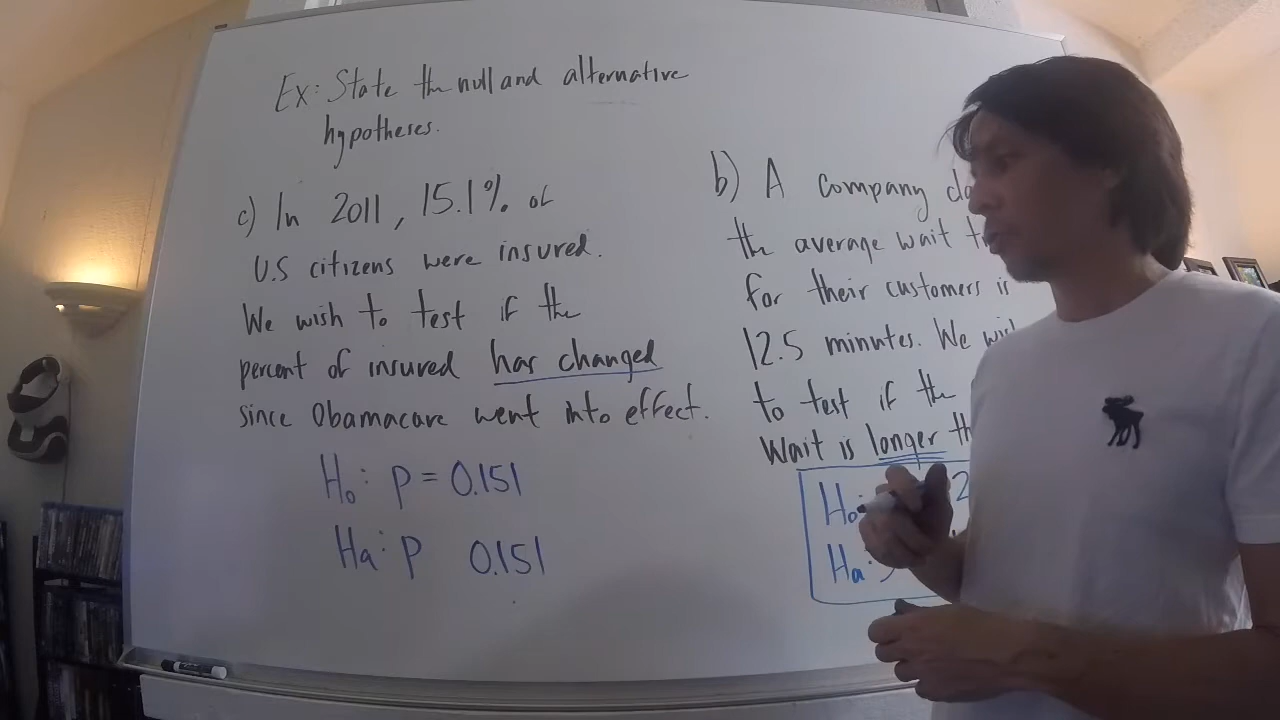 Ex: State the null and alternative
hypotheses.
c) In 2011, 15.1% of
U.S citizens were insured.
We wish to test if the
percent of insured has changed
since Obamacare went into effect.
H₀: p = 0.151
Ha: p 0.151
b) A company
the average wait
for their customers is
12.5 minutes. We
to test if the
Wait is longer
H₀:
Ha: